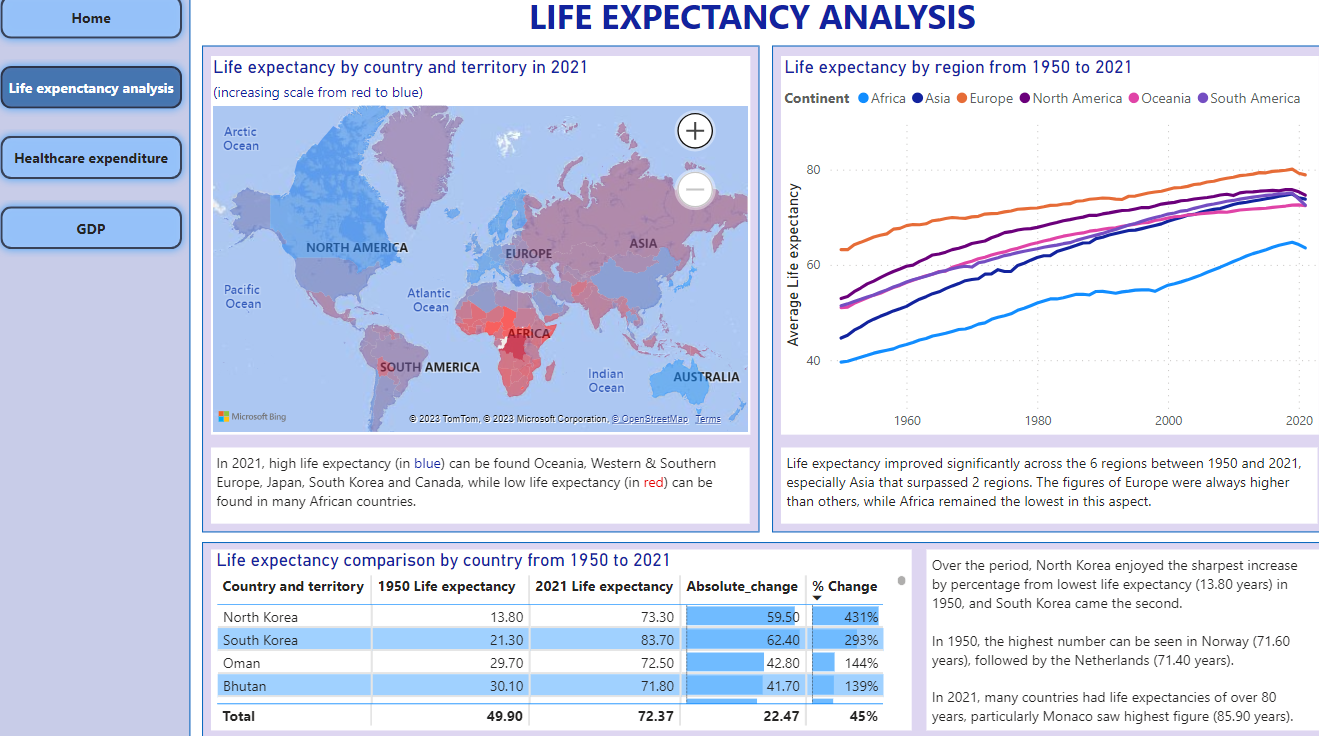 Home
Life expenctancy analysis
Healthcare expenditure
GDP
LIFE EXPECTANCY ANALYSIS
Life expectancy by country and territory in 2021
(increasing scale from red to blue)
Arctic
Ocean
NORTH AMERICA
EUROPE
ASIA
Pacific
Ocean
Atlantic
Ocean
AFRICA
SOUTH AMERICA
Indian
Ocean
AUSTRALIA
Microsoft Bing
© 2023 TomTom, © 2023 Microsoft Corporation, © OpenStreetMap Terms
In 2021, high life expectancy (in blue) can be found Oceania, Western & Southern
Europe, Japan, South Korea and Canada, while low life expectancy (in red) can be
found in many African countries.
Life expectancy by region from 1950 to 2021
Continent Africa Asia Europe North America Oceania South America
Average Life expectancy
80
60
40
1960 1980 2000 2020
Life expectancy improved significantly across the 6 regions between 1950 and 2021,
especially Asia that surpassed 2 regions. The figures of Europe were always higher
than others, while Africa remained the lowest in this aspect.
Life expectancy comparison by country from 1950 to 2021
Country and territory 1950 Life expectancy 2021 Life expectancy Absolute_change % Change
North Korea 13.80 73.30 59.50 431%
South Korea 21.30 83.70 62.40 293%
Oman 29.70 72.50 42.80 144%
Bhutan 30.10 71.80 41.70 139%
Total 49.90 72.37 22.47 45%
Over the period, North Korea enjoyed the sharpest increase
by percentage from lowest life expectancy (13.80 years) in
1950, and South Korea came the second.
In 1950, the highest number can be seen in Norway (71.60
years), followed by the Netherlands (71.40 years).
In 2021, many countries had life expectancies of over 80
years, particularly Monaco saw highest figure (85.90 years).